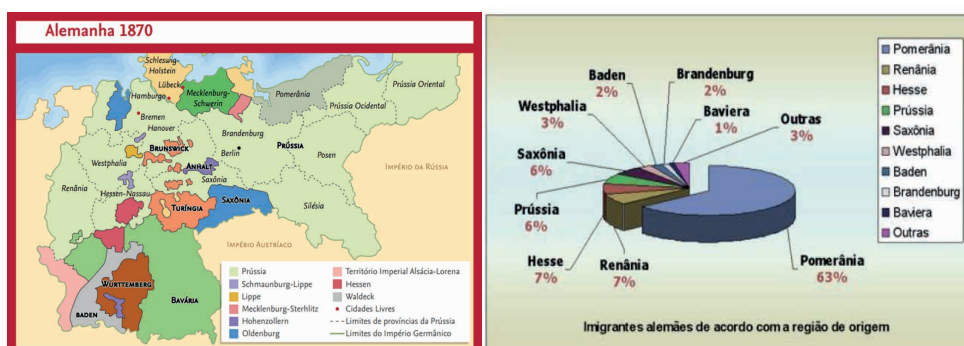 Alemanha 1870
Schleswig-
Holstein
Lübeck
Hamburgo
Mecklenburg-
Schwerin
Pomerânia
Prússia Oriental
Prússia Ocidental
Bremen
Hanover
Brandenburg
BRUNSWICK
Berlin
PRÚSSIA
Posen
IMPÉRIO DA RÚSSIA
Westphalia
ANHALT
Renânia
Saxônia
Hessen-Nassau
SAXÔNIA
TURÍNGIA
Silésia
IMPÉRIO AUSTRÍACO
WÜRTTEMBERG
BADEN
BAVÁRIA
Prússia
Schmaunburg-Lippe
Lippe
Mecklenburg-Sterhlitz
Hohenzollern
Oldenburg
Território Imperial Alsácia-Lorena
Hessen
Waldeck
Cidades Livres
Limites de províncias da Prússia
Limites do Império Germânico
Baden
2%
Brandenburg
2%
Westphalia
3%
Baviera
1%
Outras
3%
Saxônia
6%
Prússia
6%
Hesse
7%
Renânia
7%
Pomerânia
63%
Pomerânia
Renânia
Hesse
Prússia
Saxônia
Westphalia
Baden
Brandenburg
Baviera
Outras
Imigrantes alemães de acordo com a região de origem